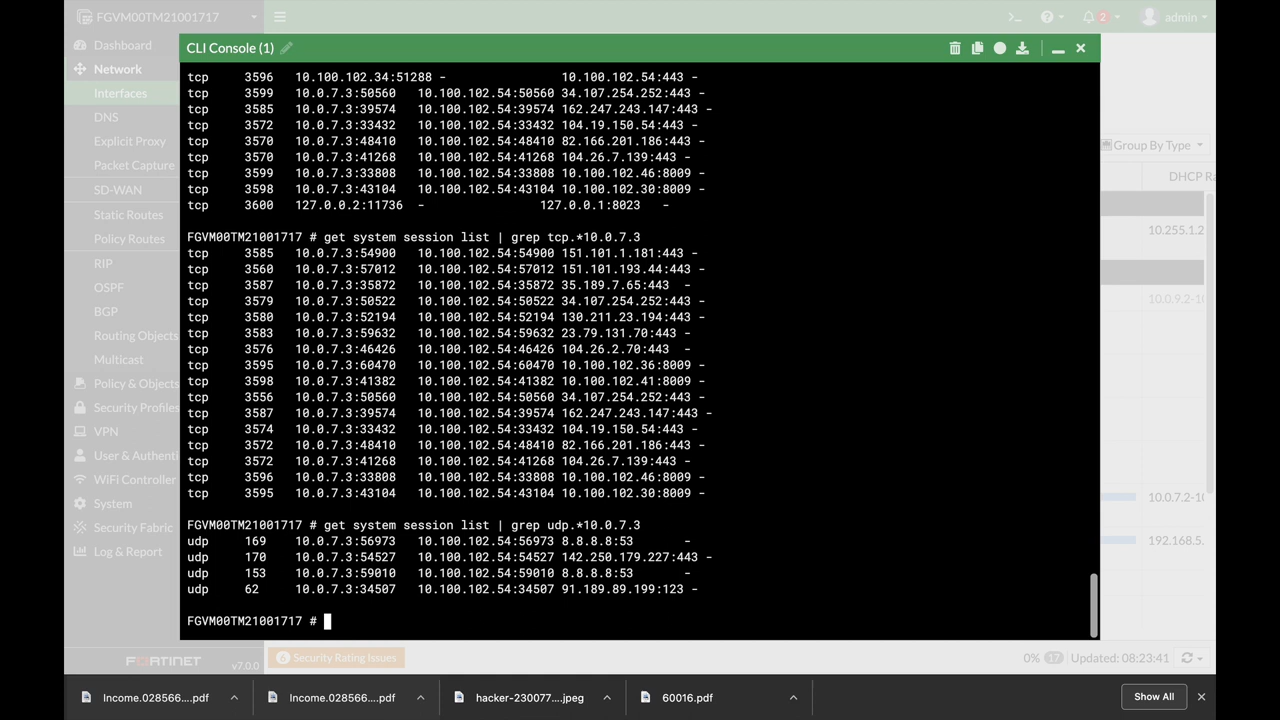 FGVM00TM21001717
2
admin
Dashboard
Network
Interfaces
DNS
Explicit Proxy
Packet Capture
SD-WAN
Static Routes
Policy Routes
RIP
OSPF
BGP
Routing Objects
Multicast
Policy & Objects
Security Profiles
VPN
User & Authenti
WiFi Controller
System
Security Fabric
Log & Report
FORTINET v7.0.0
CLI Console (1)
tcp 3596 10.100.102.34:51288 - 10.100.102.54:443 -
tcp 3599 10.0.7.3:50560 10.100.102.54:50560 34.107.254.252:443 -
tcp 3585 10.0.7.3:39574 10.100.102.54:39574 162.247.243.147:443 -
tcp 3572 10.0.7.3:33432 10.100.102.54:33432 104.19.150.54:443 -
tcp 3570 10.0.7.3:48410 10.100.102.54:48410 82.166.201.186:443 -
tcp 3570 10.0.7.3:41268 10.100.102.54:41268 104.26.7.139:443 -
tcp 3599 10.0.7.3:33808 10.100.102.54:33808 10.100.102.46:8009 -
tcp 3598 10.0.7.3:43104 10.100.102.54:43104 10.100.102.30:8009 -
tcp 3600 127.0.0.2:11736 - 127.0.0.1:8023 -
FGVM00TM21001717 # get system session list | grep tcp.*10.0.7.3
tcp 3585 10.0.7.3:54900 10.100.102.54:54900 151.101.1.181:443 -
tcp 3560 10.0.7.3:57012 10.100.102.54:57012 151.101.193.44:443 -
tcp 3587 10.0.7.3:35872 10.100.102.54:35872 35.189.7.65:443 -
tcp 3579 10.0.7.3:50522 10.100.102.54:50522 34.107.254.252:443 -
tcp 3580 10.0.7.3:52194 10.100.102.54:52194 130.211.23.194:443 -
tcp 3583 10.0.7.3:59632 10.100.102.54:59632 23.79.131.70:443 -
tcp 3576 10.0.7.3:46426 10.100.102.54:46426 104.26.2.70:443 -
tcp 3595 10.0.7.3:60470 10.100.102.54:60470 10.100.102.36:8009 -
tcp 3598 10.0.7.3:41382 10.100.102.54:41382 10.100.102.41:8009 -
tcp 3556 10.0.7.3:50560 10.100.102.54:50560 34.107.254.252:443 -
tcp 3587 10.0.7.3:39574 10.100.102.54:39574 162.247.243.147:443 -
tcp 3574 10.0.7.3:33432 10.100.102.54:33432 104.19.150.54:443 -
tcp 3572 10.0.7.3:48410 10.100.102.54:48410 82.166.201.186:443 -
tcp 3572 10.0.7.3:41268 10.100.102.54:41268 104.26.7.139:443 -
tcp 3596 10.0.7.3:33808 10.100.102.54:33808 10.100.102.46:8009 -
tcp 3595 10.0.7.3:43104 10.100.102.54:43104 10.100.102.30:8009 -
FGVM00TM21001717 # get system session list | grep udp.*10.0.7.3
udp 169 10.0.7.3:56973 10.100.102.54:56973 8.8.8.8:53 -
udp 170 10.0.7.3:54527 10.100.102.54:54527 142.250.179.227:443 -
udp 153 10.0.7.3:59010 10.100.102.54:59010 8.8.8.8:53 -
udp 62 10.0.7.3:34507 10.100.102.54:34507 91.189.89.199:123 -
FGVM00TM21001717 #
Group By Type
DHCP Ra
10.255.1.2
10.0.9.2-10
10.0.7.2-10
192.168.5.
6 Security Rating Issues
0% 17 Updated: 08:23:41
Income.028566....pdf
Income.028566....pdf
hacker-230077....jpeg
60016.pdf
Show All